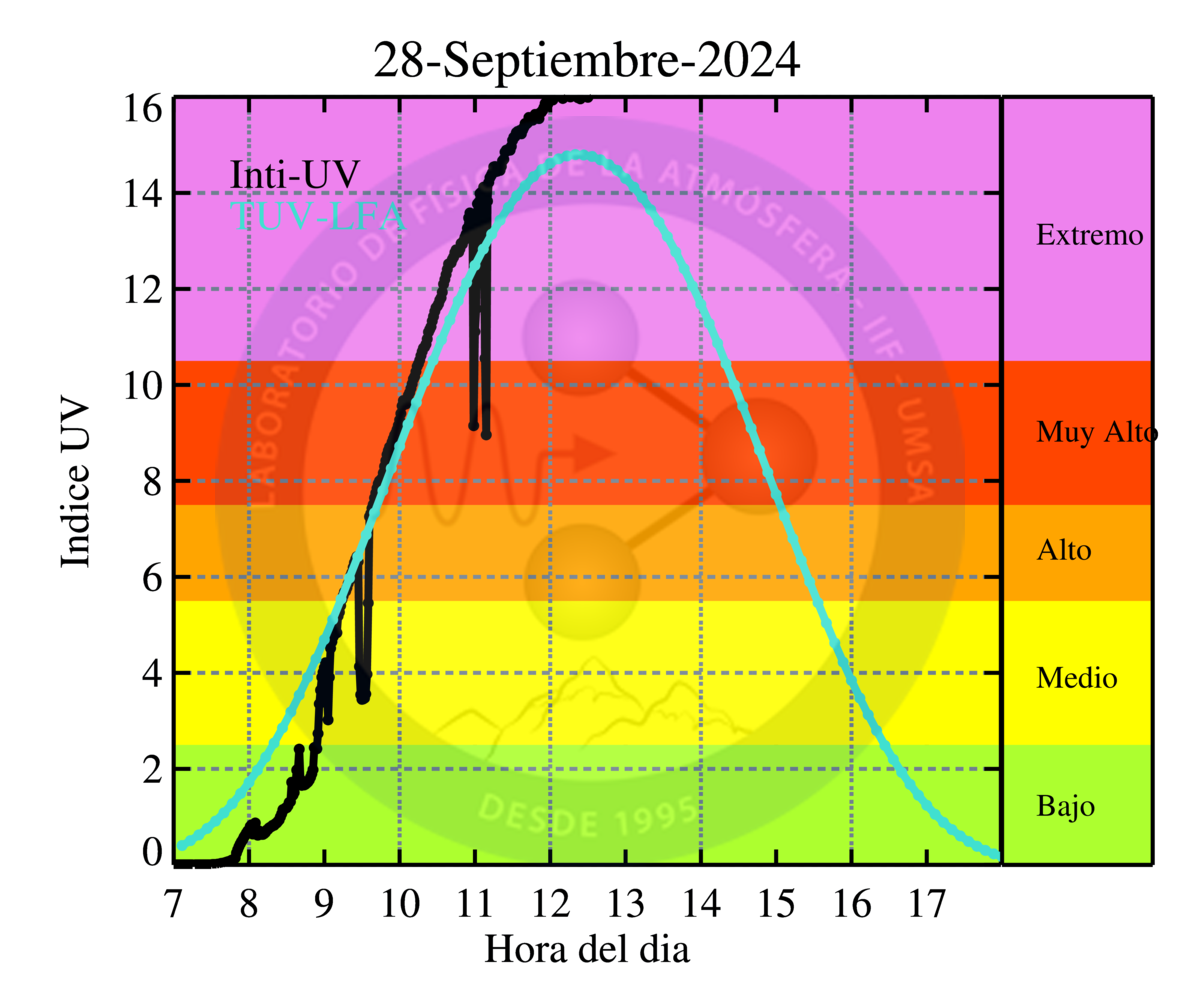 28-Septiembre-2024
16
14
12
10
8
6
4
2
0
Indice UV
Inti-UV
TUV-LFA
LABORATORIO DE FÍSICA DE LA ATMÓSFERA - IIF - UMSA
DESDE 1995
Extremo
Muy Alto
Alto
Medio
Bajo
7 8 9 10 11 12 13 14 15 16 17
Hora del dia